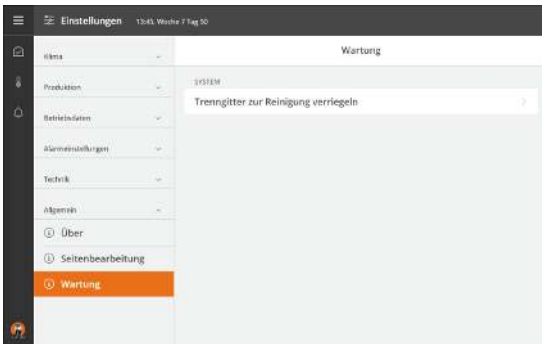 Einstellungen 13:45, Woche 7 Tag 50
Klima
Wartung
Produktion
SYSTEM
Trenngitter zur Reinigung verriegeln
Betriebsdaten
Alarmeinstellungen
Technik
Allgemein
Über
Seitenbearbeitung
Wartung